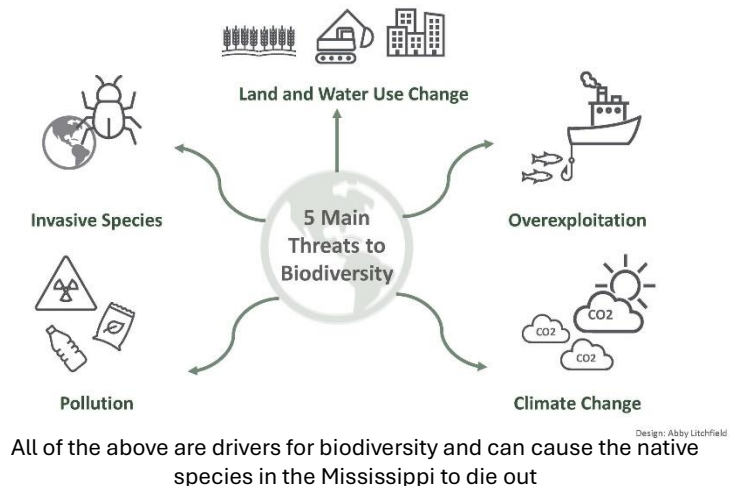 Land and Water Use Change
Invasive Species
5 Main
Threats to
Biodiversity
Overexploitation
CO2
CO2
CO2
Pollution
Climate Change
Design: Abby Litchfield
All of the above are drivers for biodiversity and can cause the native
species in the Mississippi to die out